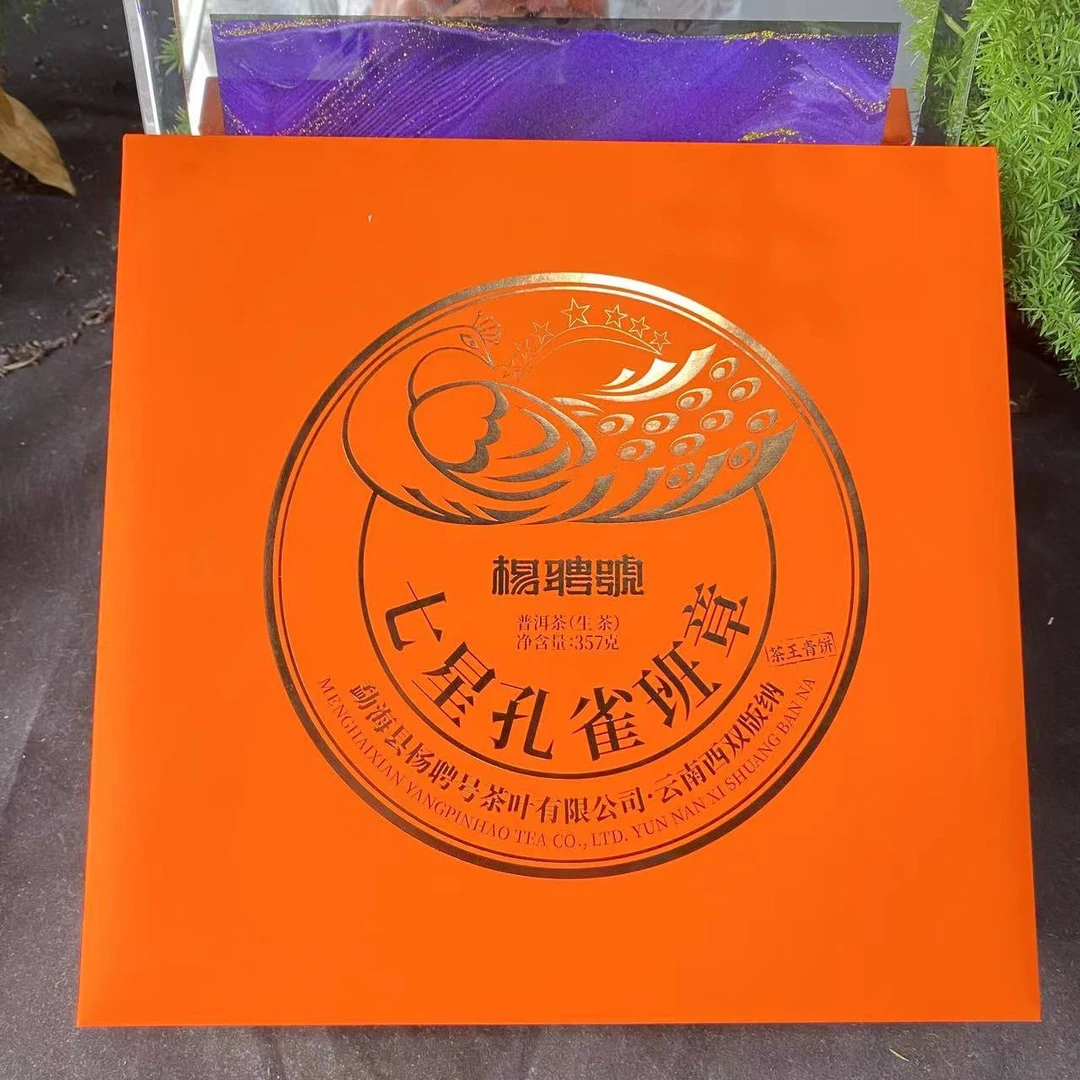 楊聘號
普洱茶(生茶)
净含量:357克
七星孔雀班章
茶王青饼
勐海县杨聘号茶叶有限公司·云南西双版纳
MENGHAIXIAN YANGPINHAO TEA CO., LTD. YUN NAN XI SHUANG BAN NA